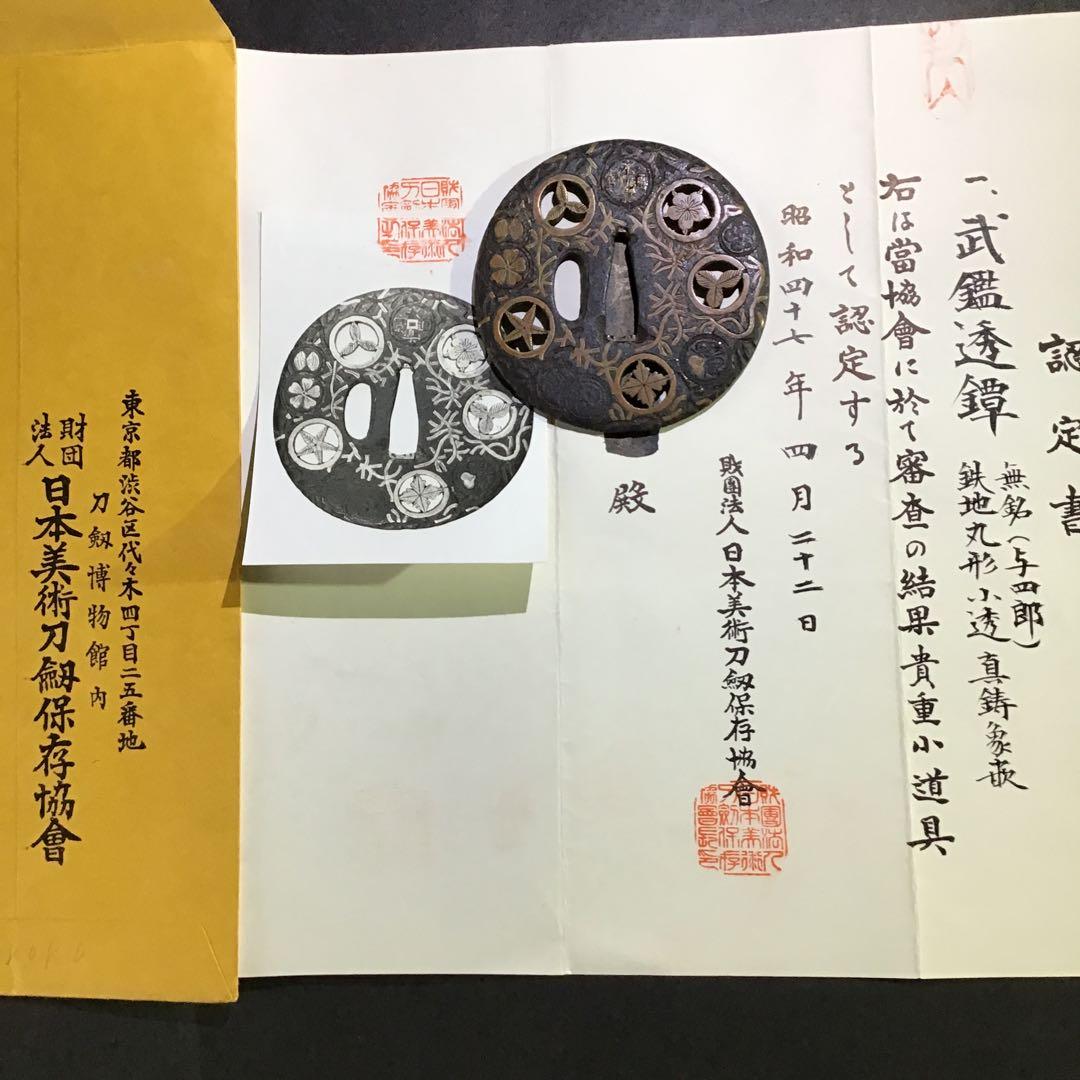 認定書
一、武鑑透鐔
無銘(与四郎)
鉄地丸形小透真鋳象嵌
右は當協會に於て審査の結果貴重小道具
として認定する
昭和四十七年四月二十二日
財團法人日本美術刀劔保存協會
殿
東京都渋谷区代々木四丁目二五番地
刀劔博物館内
財団法人日本美術刀劔保存協會